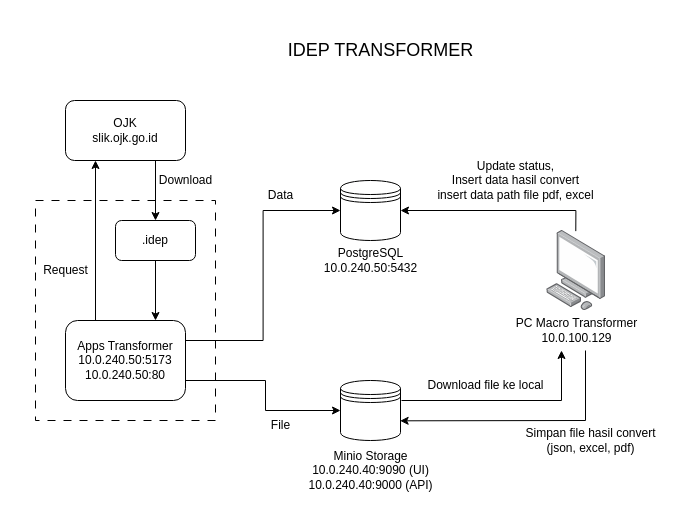 IDEP TRANSFORMER
OJK
slik.ojk.go.id
Download
.idep
Request
Apps Transformer
10.0.240.50:5173
10.0.240.50:80
Data
File
PostgreSQL
10.0.240.50:5432
Update status,
Insert data hasil convert
insert data path file pdf, excel
PC Macro Transformer
10.0.100.129
Download file ke local
Simpan file hasil convert
(json, excel, pdf)
Minio Storage
10.0.240.40:9090 (UI)
10.0.240.40:9000 (API)